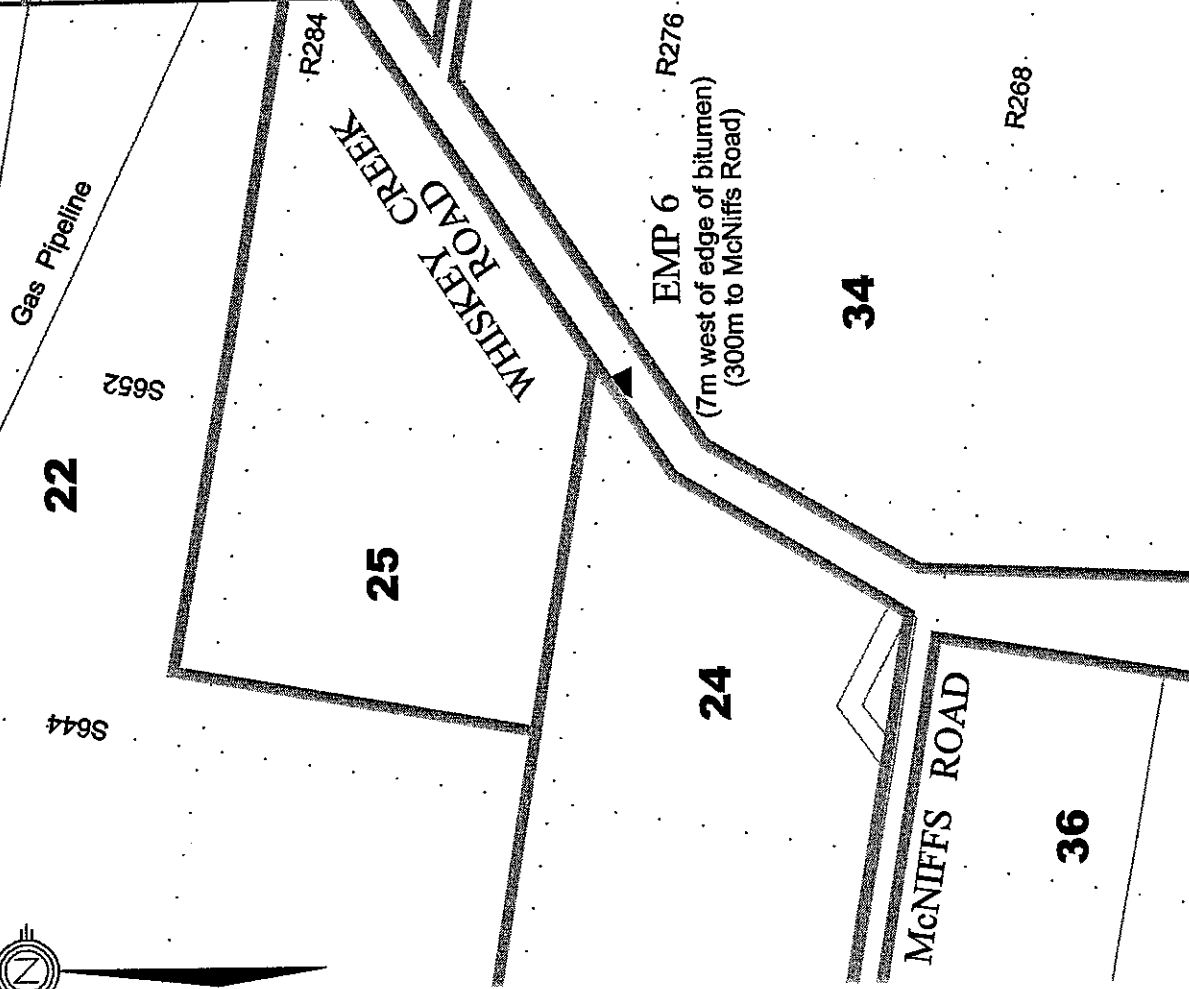 Gas Pipeline
S652
22
S644
R284
WHISKEY CREEK
ROAD
25
EMP 6
(7m west of edge of bitumen)
(300m to McNiffs Road)
R276
R268
34
24
McNIFFS ROAD
36
N